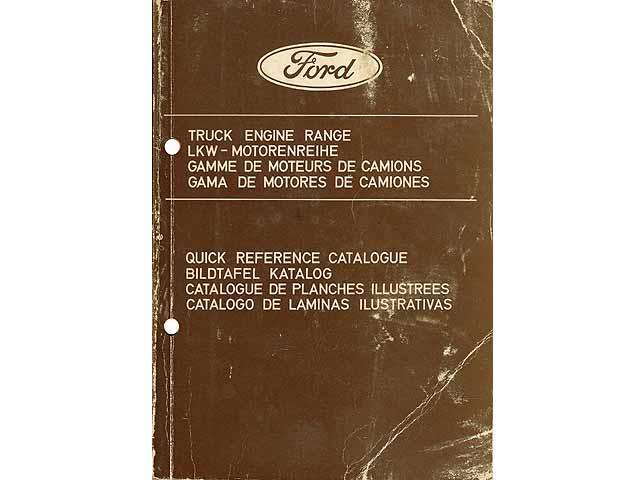 Ford
TRUCK ENGINE RANGE
LKW - MOTORENREIHE
GAMME DE MOTEURS DE CAMIONS
GAMA DE MOTORES DE CAMIONES
QUICK REFERENCE CATALOGUE
BILDTAFEL KATALOG
CATALOGUE DE PLANCHES ILLUSTREES
CATALOGO DE LAMINAS ILUSTRATIVAS